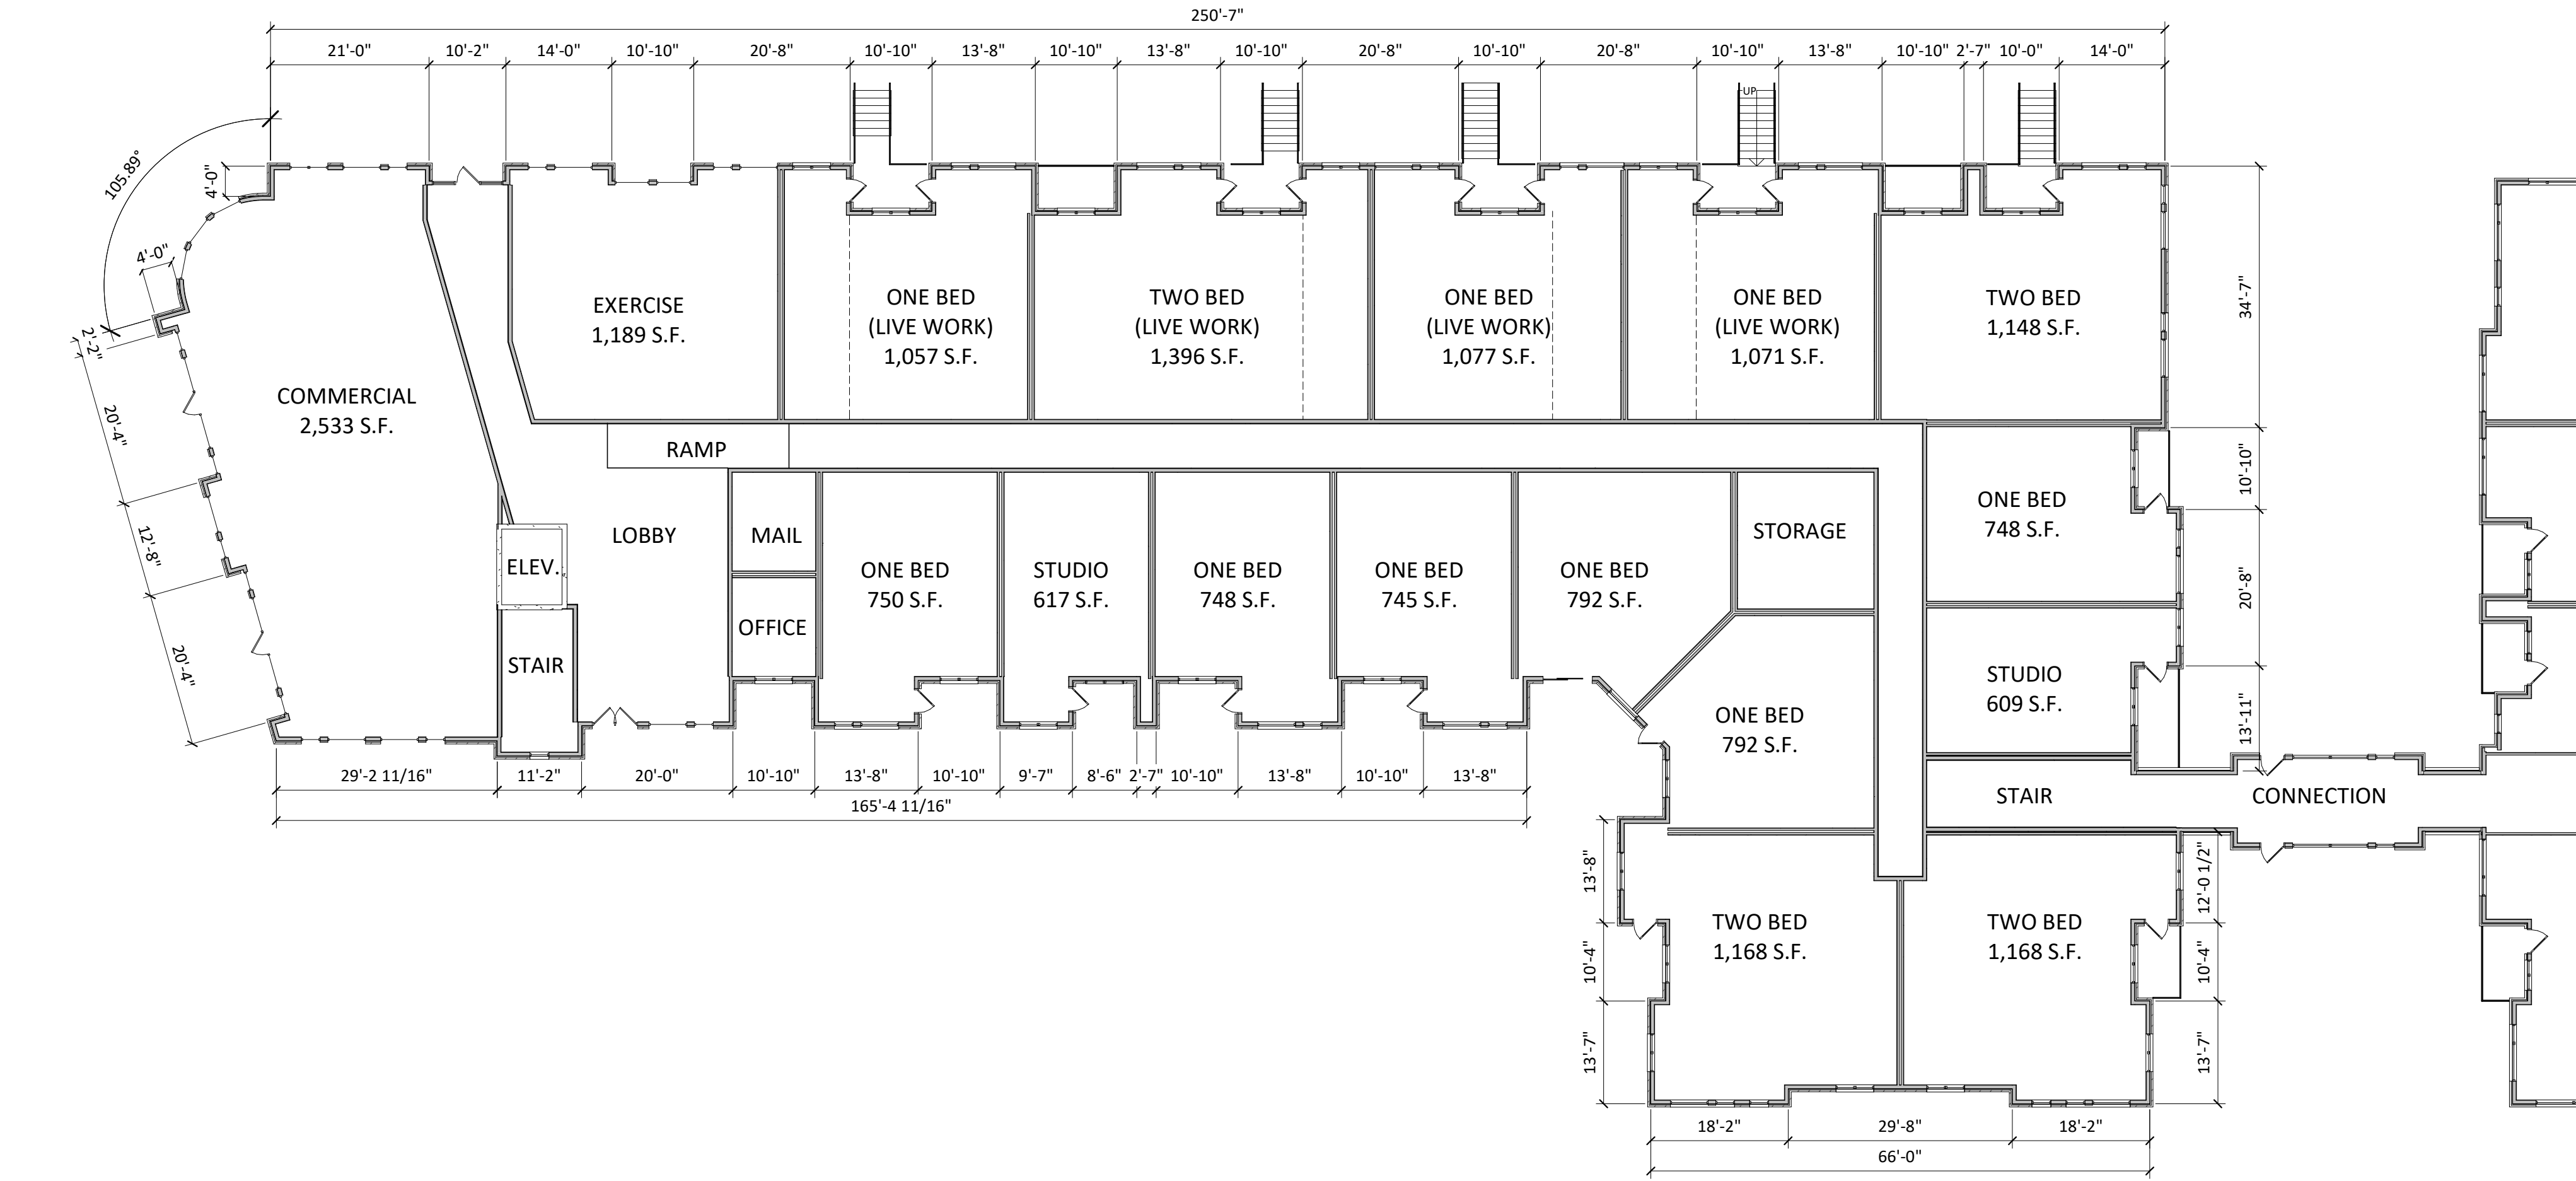 250'-7"
21'-0" 10'-2" 14'-0" 10'-10" 20'-8" 10'-10" 13'-8" 10'-10" 13'-8" 10'-10" 20'-8" 10'-10" 20'-8" 10'-10" 13'-8" 10'-10" 2'-7" 10'-0" 14'-0"
UP
105.89°
4'-0"
4'-0"
2'-2"
20'-4"
12'-8"
20'-4"
COMMERCIAL
2,533 S.F.
EXERCISE
1,189 S.F.
ONE BED
(LIVE WORK)
1,057 S.F.
TWO BED
(LIVE WORK)
1,396 S.F.
ONE BED
(LIVE WORK)
1,077 S.F.
ONE BED
(LIVE WORK)
1,071 S.F.
TWO BED
1,148 S.F.
34'-7"
10'-10"
20'-8"
13'-11"
RAMP
LOBBY
ELEV.
STAIR
MAIL
OFFICE
ONE BED
750 S.F.
STUDIO
617 S.F.
ONE BED
748 S.F.
ONE BED
745 S.F.
ONE BED
792 S.F.
STORAGE
ONE BED
748 S.F.
STUDIO
609 S.F.
ONE BED
792 S.F.
STAIR
CONNECTION
29'-2 11/16" 11'-2" 20'-0" 10'-10" 13'-8" 10'-10" 9'-7" 8'-6" 2'-7" 10'-10" 13'-8" 10'-10" 13'-8"
165'-4 11/16"
13'-8"
10'-4"
13'-7"
TWO BED
1,168 S.F.
TWO BED
1,168 S.F.
12'-0 1/2"
10'-4"
13'-7"
18'-2" 29'-8" 18'-2"
66'-0"